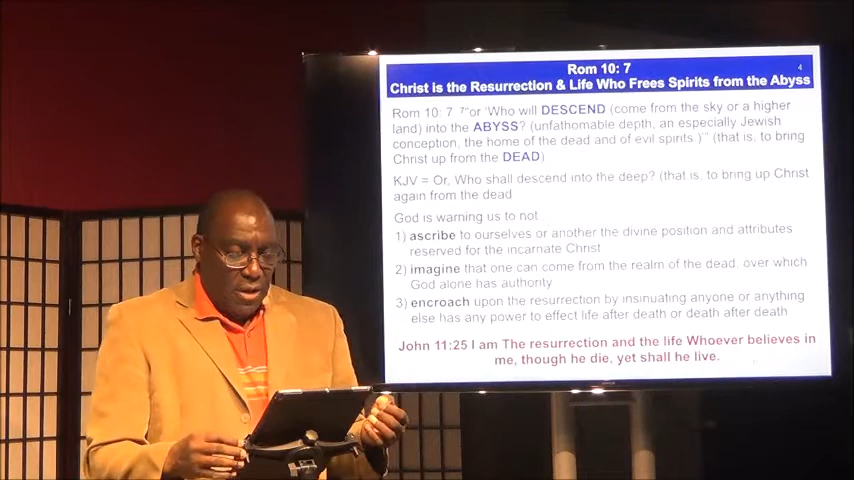 Rom 10: 7
4
Christ is the Resurrection & Life Who Frees Spirits from the Abyss
Rom 10: 7 ⁷"or 'Who will DESCEND (come from the sky or a higher
land) into the ABYSS? (unfathomable depth, an especially Jewish
conception, the home of the dead and of evil spirits.)'" (that is, to bring
Christ up from the DEAD)
KJV = Or, Who shall descend into the deep? (that is, to bring up Christ
again from the dead
God is warning us to not
1) ascribe to ourselves or another the divine position and attributes
reserved for the incarnate Christ
2) imagine that one can come from the realm of the dead, over which
God alone has authority
3) encroach upon the resurrection by insinuating anyone or anything
else has any power to effect life after death or death after death
John 11:25 I am The resurrection and the life Whoever believes in
me, though he die, yet shall he live.